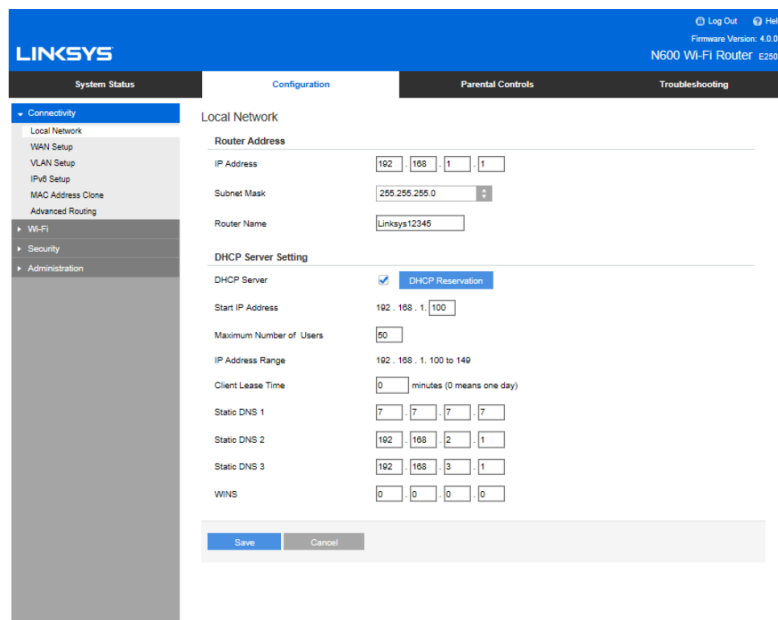 Log Out Hel
Firmware Version: 4.0.0
LINKSYS
N600 Wi-Fi Router E250
System Status Configuration Parental Controls Troubleshooting
Connectivity
Local Network
WAN Setup
VLAN Setup
IPv6 Setup
MAC Address Clone
Advanced Routing
Wi-Fi
Security
Administration
Local Network
Router Address
IP Address 192 . 168 . 1 . 1
Subnet Mask 255.255.255.0
Router Name Linksys12345
DHCP Server Setting
DHCP Server DHCP Reservation
Start IP Address 192 . 168 . 1. 100
Maximum Number of Users 50
IP Address Range 192 . 168 . 1. 100 to 149
Client Lease Time 0 minutes (0 means one day)
Static DNS 1 7 . 7 . 7 . 7
Static DNS 2 192 . 168 . 2 . 1
Static DNS 3 192 . 168 . 3 . 1
WINS 0 . 0 . 0 . 0
Save Cancel